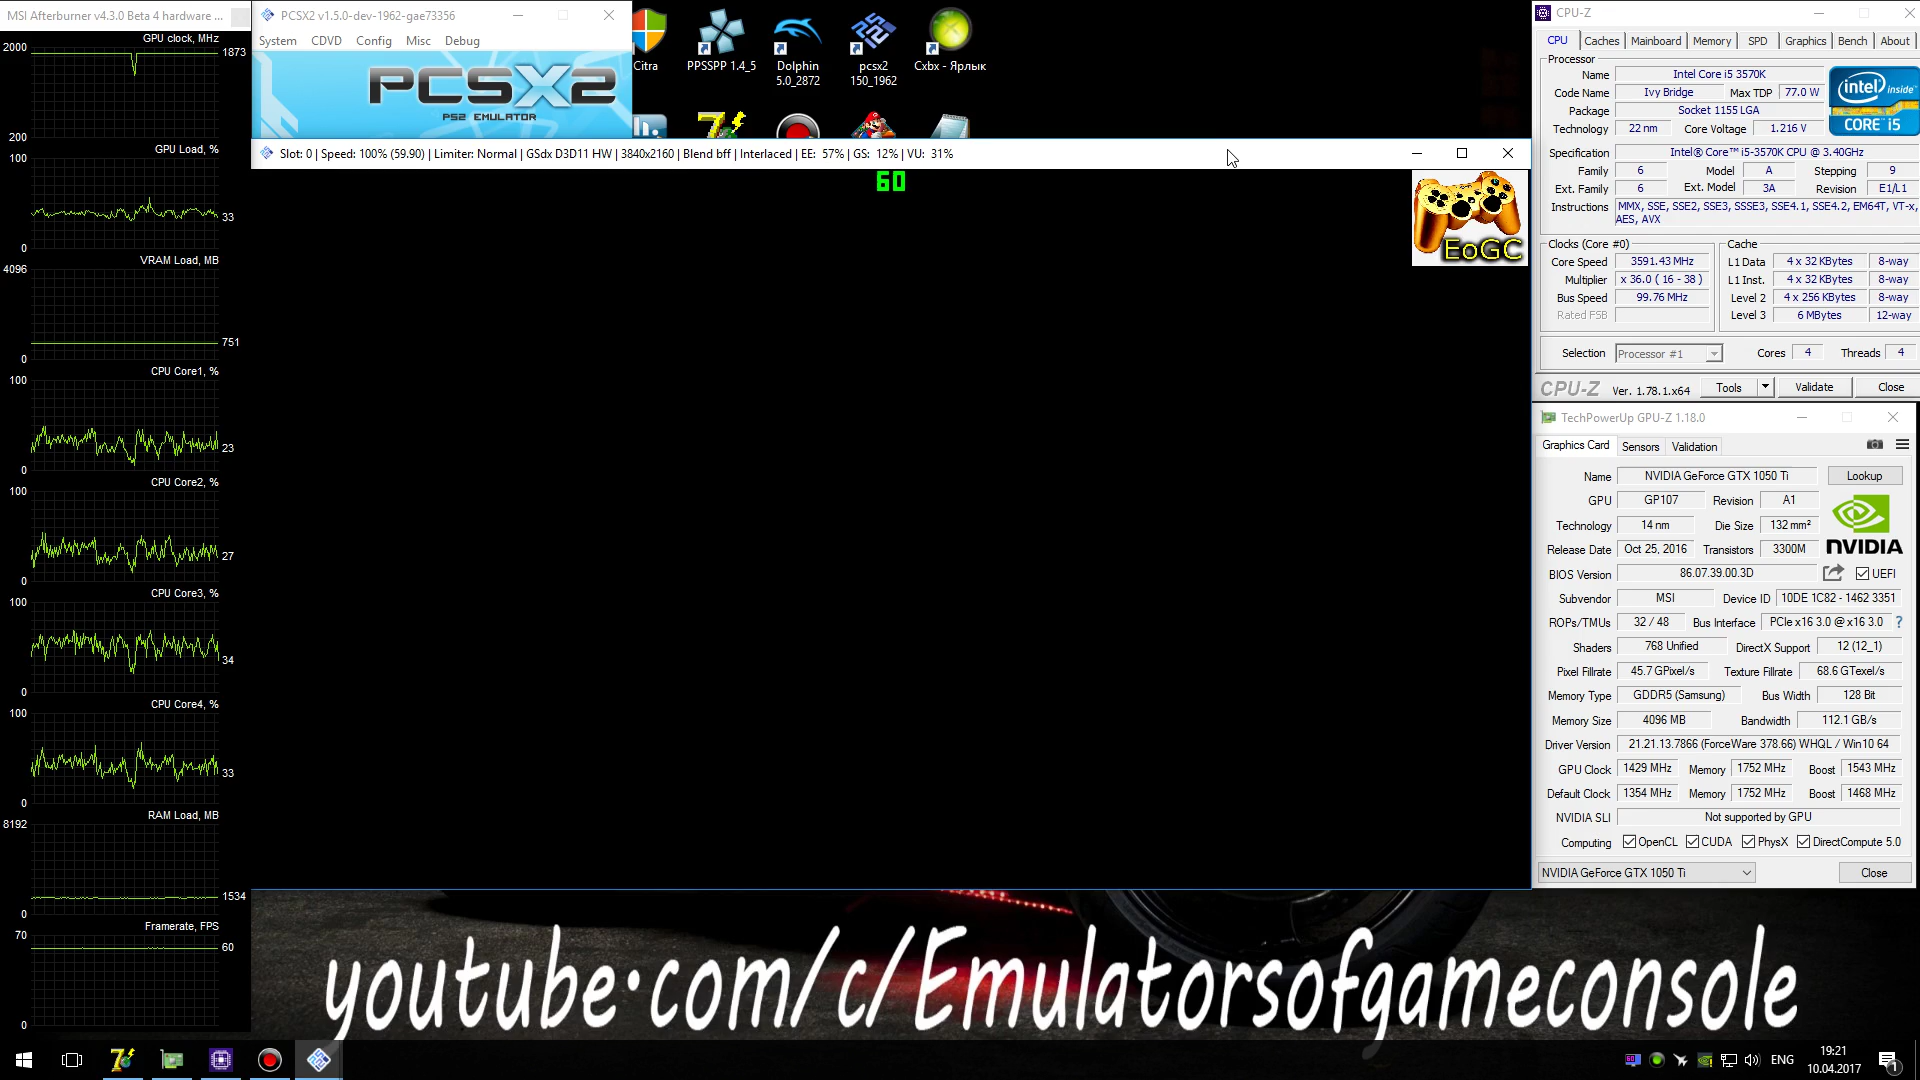 MSI Afterburner v4.3.0 Beta 4 hardware ...
GPU clock, MHz
2000
1873
200
GPU Load, %
100
33
0
VRAM Load, MB
4096
751
0
CPU Core1, %
100
23
0
CPU Core2, %
100
27
0
CPU Core3, %
100
34
0
CPU Core4, %
100
33
0
RAM Load, MB
8192
1534
0
Framerate, FPS
70
60
0
PCSX2 v1.5.0-dev-1962-gae73356
System CDVD Config Misc Debug
PCSX2
PS2 EMULATOR
Citra
PPSSPP 1.4_5
Dolphin 5.0_2872
pcsx2 150_1962
Cxbx - Ярлык
Slot: 0 | Speed: 100% (59.90) | Limiter: Normal | GSdx D3D11 HW | 3840x2160 | Blend bff | Interlaced | EE: 57% | GS: 12% | VU: 31%
60
EoGC
CPU-Z
CPU Caches Mainboard Memory SPD Graphics Bench About
Processor
Name Intel Core i5 3570K
Code Name Ivy Bridge Max TDP 77.0 W
Package Socket 1155 LGA
Technology 22 nm Core Voltage 1.216 V
intel inside™
CORE i5
Specification Intel® Core™ i5-3570K CPU @ 3.40GHz
Family 6 Model A Stepping 9
Ext. Family 6 Ext. Model 3A Revision E1/L1
Instructions MMX, SSE, SSE2, SSE3, SSSE3, SSE4.1, SSE4.2, EM64T, VT-x,
AES, AVX
Clocks (Core #0)
Core Speed 3591.43 MHz
Multiplier x 36.0 ( 16 - 38 )
Bus Speed 99.76 MHz
Rated FSB
Cache
L1 Data 4 x 32 KBytes 8-way
L1 Inst. 4 x 32 KBytes 8-way
Level 2 4 x 256 KBytes 8-way
Level 3 6 MBytes 12-way
Selection Processor #1 Cores 4 Threads 4
CPU-Z Ver. 1.78.1.x64 Tools Validate Close
TechPowerUp GPU-Z 1.18.0
Graphics Card Sensors Validation
Name NVIDIA GeForce GTX 1050 Ti Lookup
GPU GP107 Revision A1
Technology 14 nm Die Size 132 mm²
Release Date Oct 25, 2016 Transistors 3300M
NVIDIA
BIOS Version 86.07.39.00.3D UEFI
Subvendor MSI Device ID 10DE 1C82 - 1462 3351
ROPs/TMUs 32 / 48 Bus Interface PCIe x16 3.0 @ x16 3.0 ?
Shaders 768 Unified DirectX Support 12 (12_1)
Pixel Fillrate 45.7 GPixel/s Texture Fillrate 68.6 GTexel/s
Memory Type GDDR5 (Samsung) Bus Width 128 Bit
Memory Size 4096 MB Bandwidth 112.1 GB/s
Driver Version 21.21.13.7866 (ForceWare 378.66) WHQL / Win10 64
GPU Clock 1429 MHz Memory 1752 MHz Boost 1543 MHz
Default Clock 1354 MHz Memory 1752 MHz Boost 1468 MHz
NVIDIA SLI Not supported by GPU
Computing OpenCL CUDA PhysX DirectCompute 5.0
NVIDIA GeForce GTX 1050 Ti Close
youtube.com/c/Emulatorsofgameconsole
60
ENG
19:21
10.04.2017
1